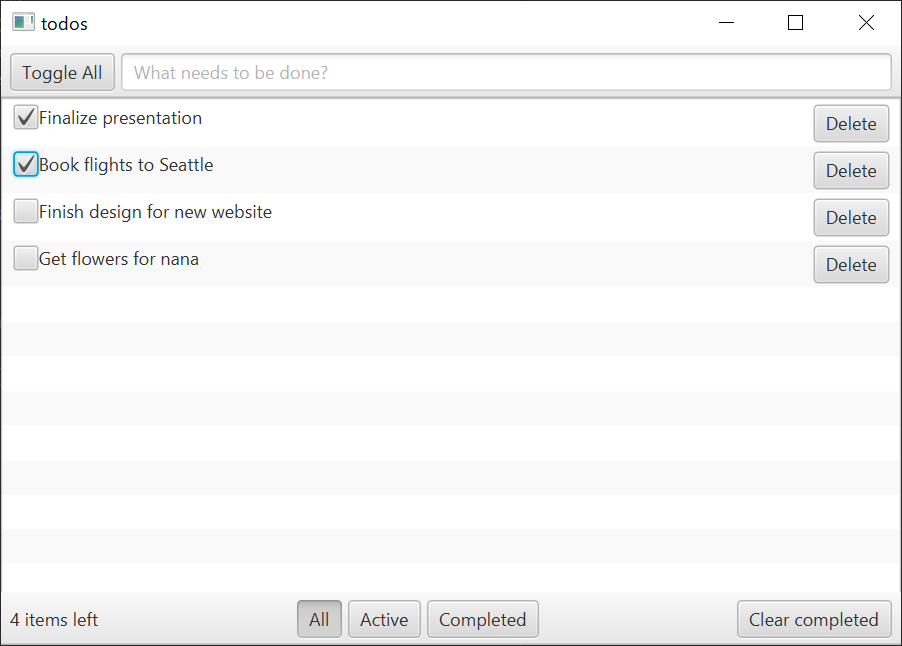 todos
Toggle All What needs to be done?
Finalize presentation Delete
Book flights to Seattle Delete
Finish design for new website Delete
Get flowers for nana Delete
4 items left All Active Completed Clear completed